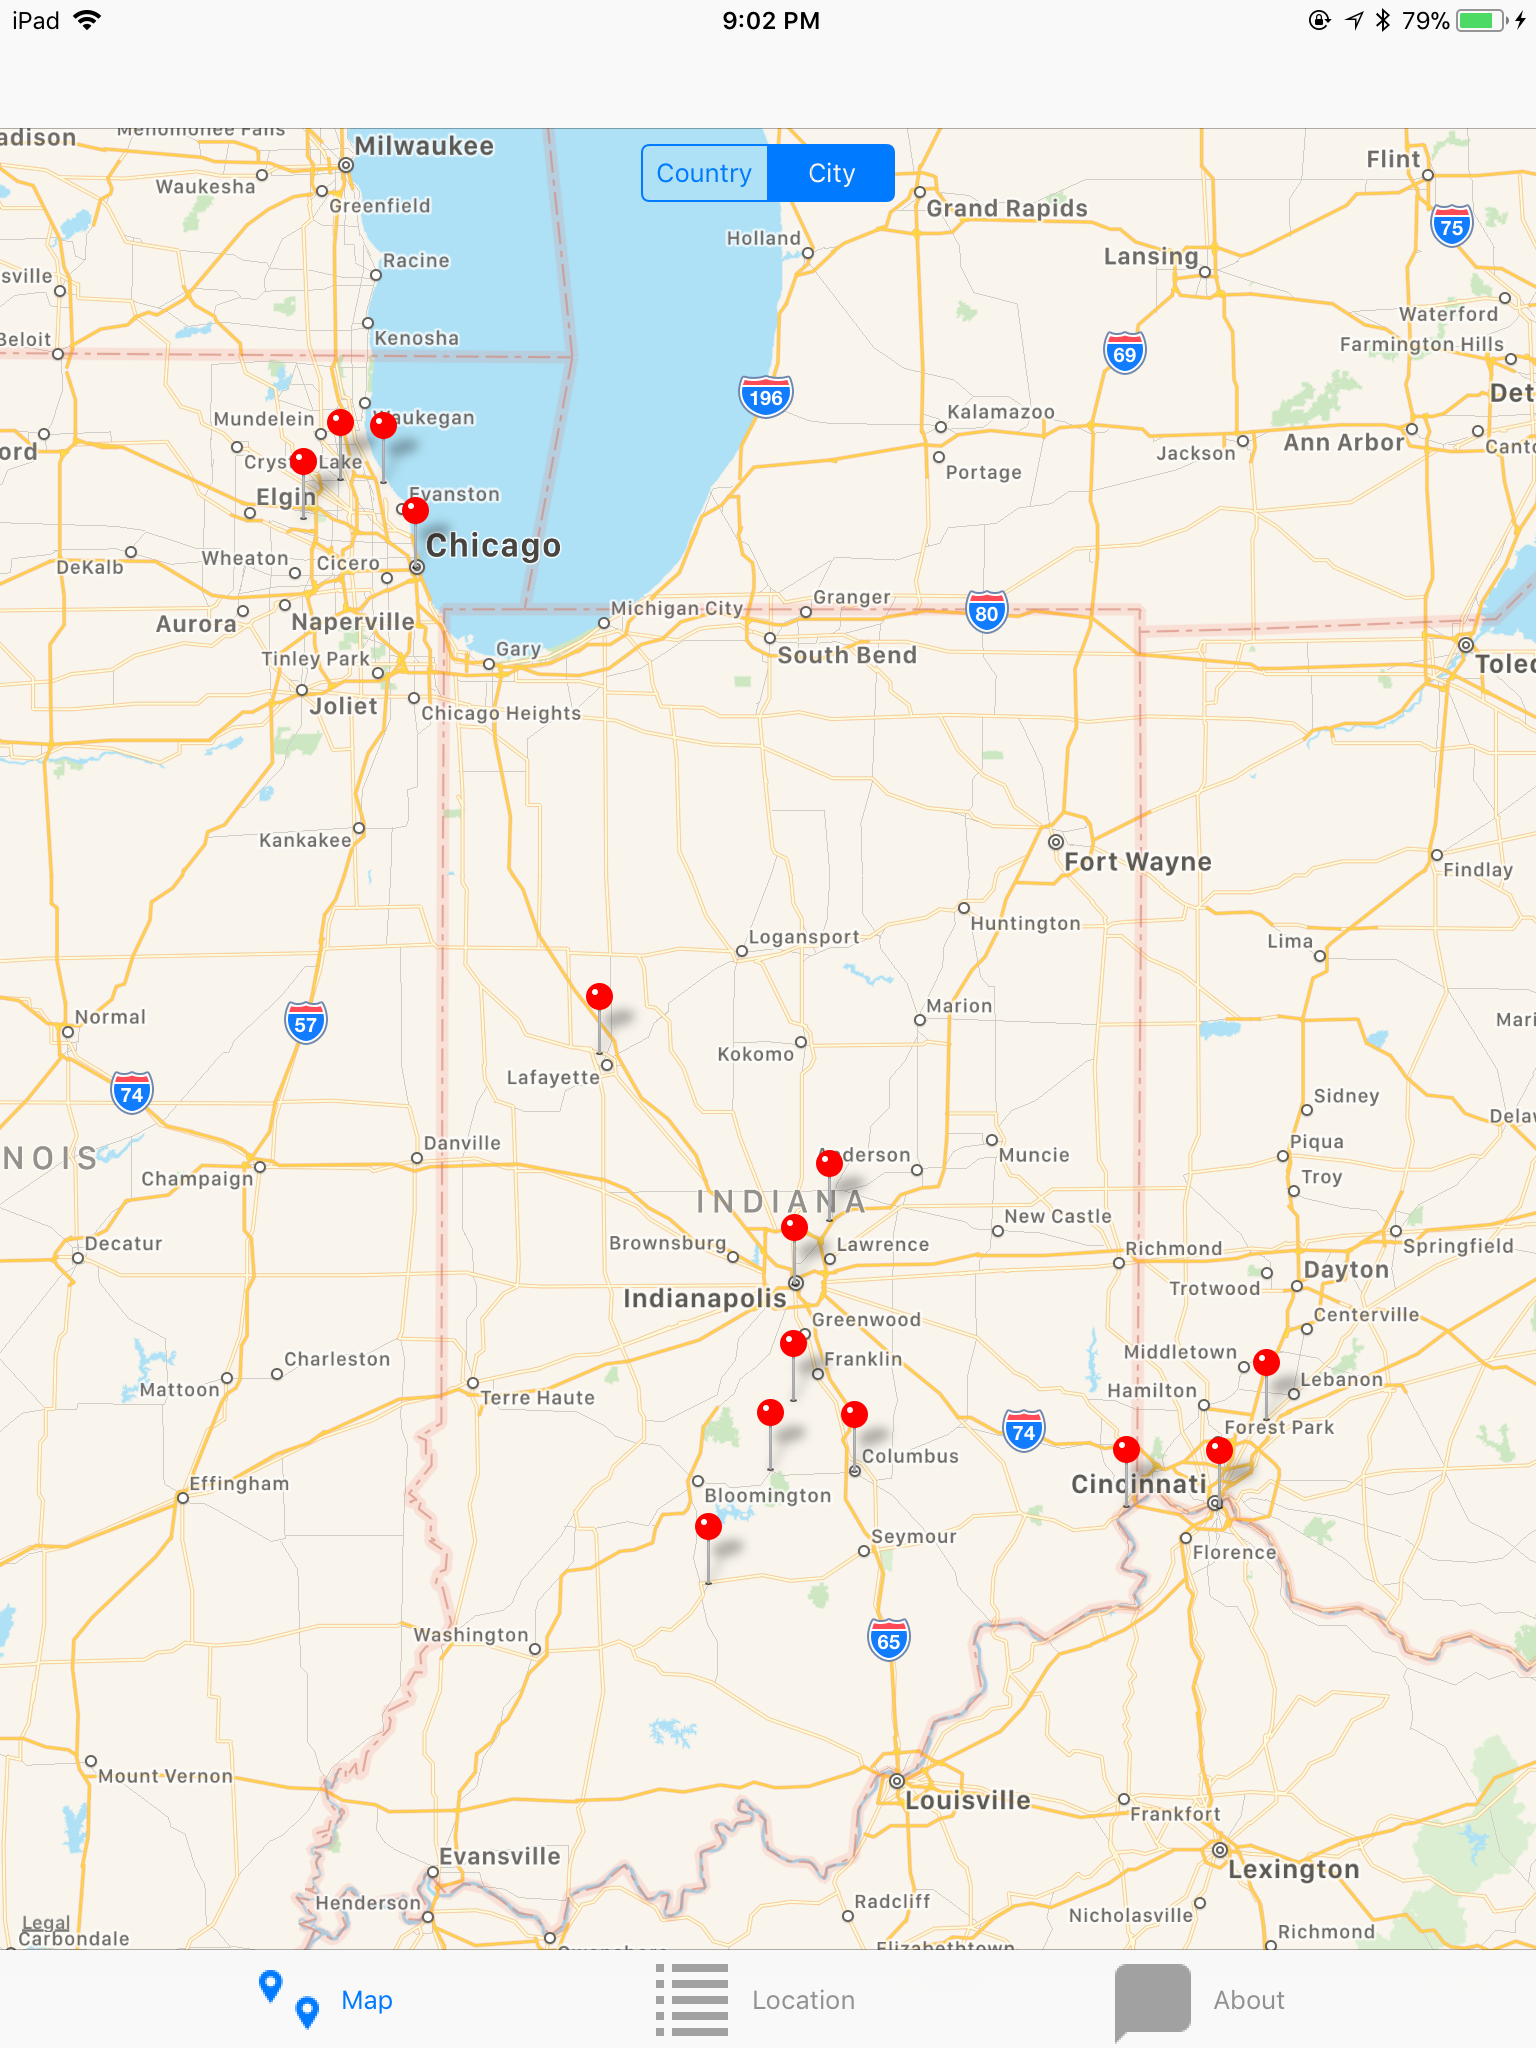 iPad 9:02 PM 79%
Country City
adison
Menomonee Falls
Milwaukee
Waukesha
Greenfield
Flint
75
Grand Rapids
Holland
Lansing
Racine
sville
Waterford
Kenosha
Beloit
Farmington Hills
69
Det
196
Mundelein
Waukegan
Kalamazoo
Ann Arbor
Canto
ord
Jackson
Crys Lake
Portage
Elgin
Evanston
Chicago
Wheaton
Cicero
DeKalb
Granger
Michigan City
80
Aurora
Naperville
Gary
South Bend
Tinley Park
Toled
Joliet
Chicago Heights
Kankakee
Fort Wayne
Findlay
Huntington
Logansport
Lima
Normal
57
Marion
Mari
Kokomo
Lafayette
74
Sidney
Delaw
NOIS
Danville
Piqua
Anderson
Muncie
Champaign
Troy
INDIANA
New Castle
Decatur
Brownsburg
Lawrence
Richmond
Springfield
Dayton
Trotwood
Indianapolis
Greenwood
Centerville
Charleston
Franklin
Middletown
Mattoon
Terre Haute
Hamilton
Lebanon
74
Forest Park
Columbus
Effingham
Cincinnati
Bloomington
Seymour
Florence
Washington
65
Mount Vernon
Louisville
Frankfort
Evansville
Lexington
Henderson
Radcliff
Nicholasville
Legal
Carbondale
Richmond
Owensboro
Elizabethtown
Map Location About